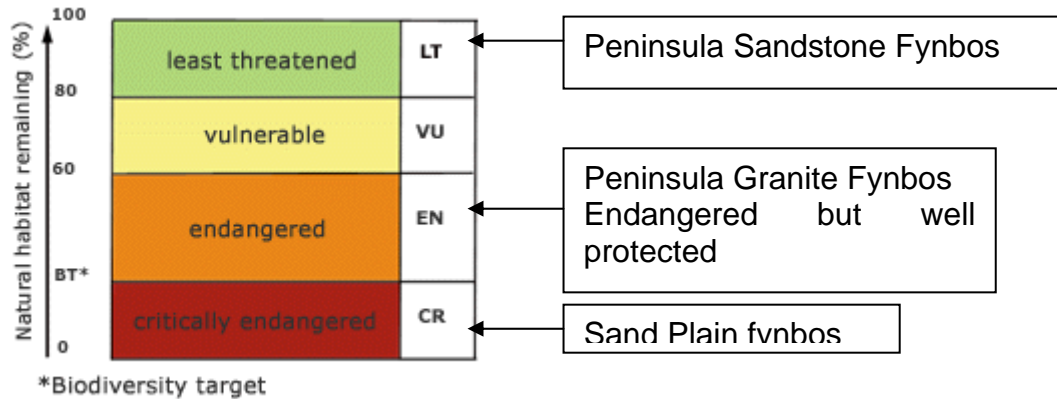 Natural habitat remaining (%)
100
least threatened
LT
Peninsula Sandstone Fynbos
80
vulnerable
VU
60
endangered
EN
Peninsula Granite Fynbos
Endangered but well
protected
BT*
critically endangered
CR
Sand Plain fynbos
0
*Biodiversity target